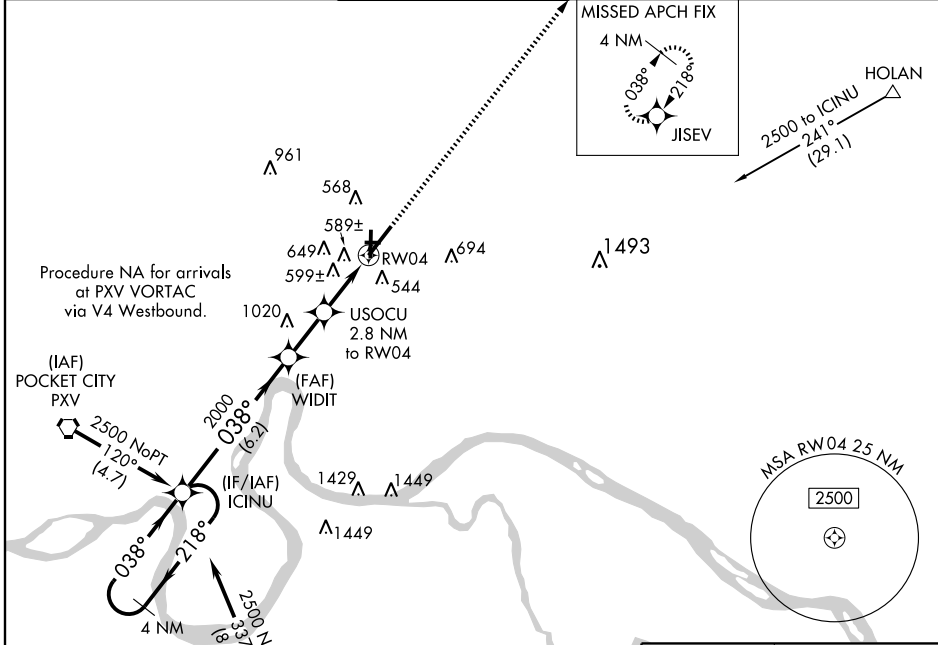 MISSED APCH FIX
4 NM
038°
218°
JISEV
HOLAN
2500 to ICINU
241°
(29.1)
961
568
589±
649
599±
RW04
694
544
1493
Procedure NA for arrivals
at PXV VORTAC
via V4 Westbound.
1020
USOCU
2.8 NM
to RW04
(FAF)
WIDIT
(IAF)
POCKET CITY
PXV
2500 NoPT
120°
(4.7)
2000
038°
(6.2)
(IF/IAF)
ICINU
1429
1449
1449
038°
218°
4 NM
2500 N
337
(8
MSA RW04 25 NM
2500